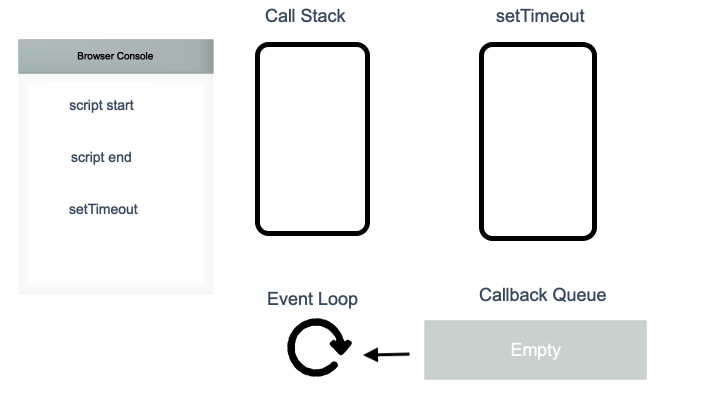 Call Stack
setTimeout
Browser Console
script start
script end
setTimeout
Event Loop
Callback Queue
Empty